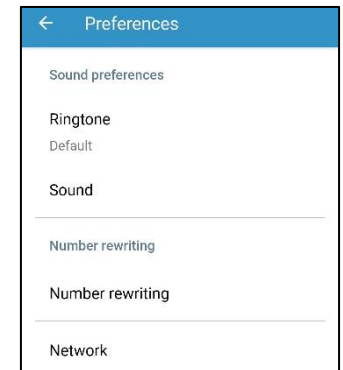 ← Preferences
Sound preferences
Ringtone
Default
Sound
Number rewriting
Number rewriting
Network